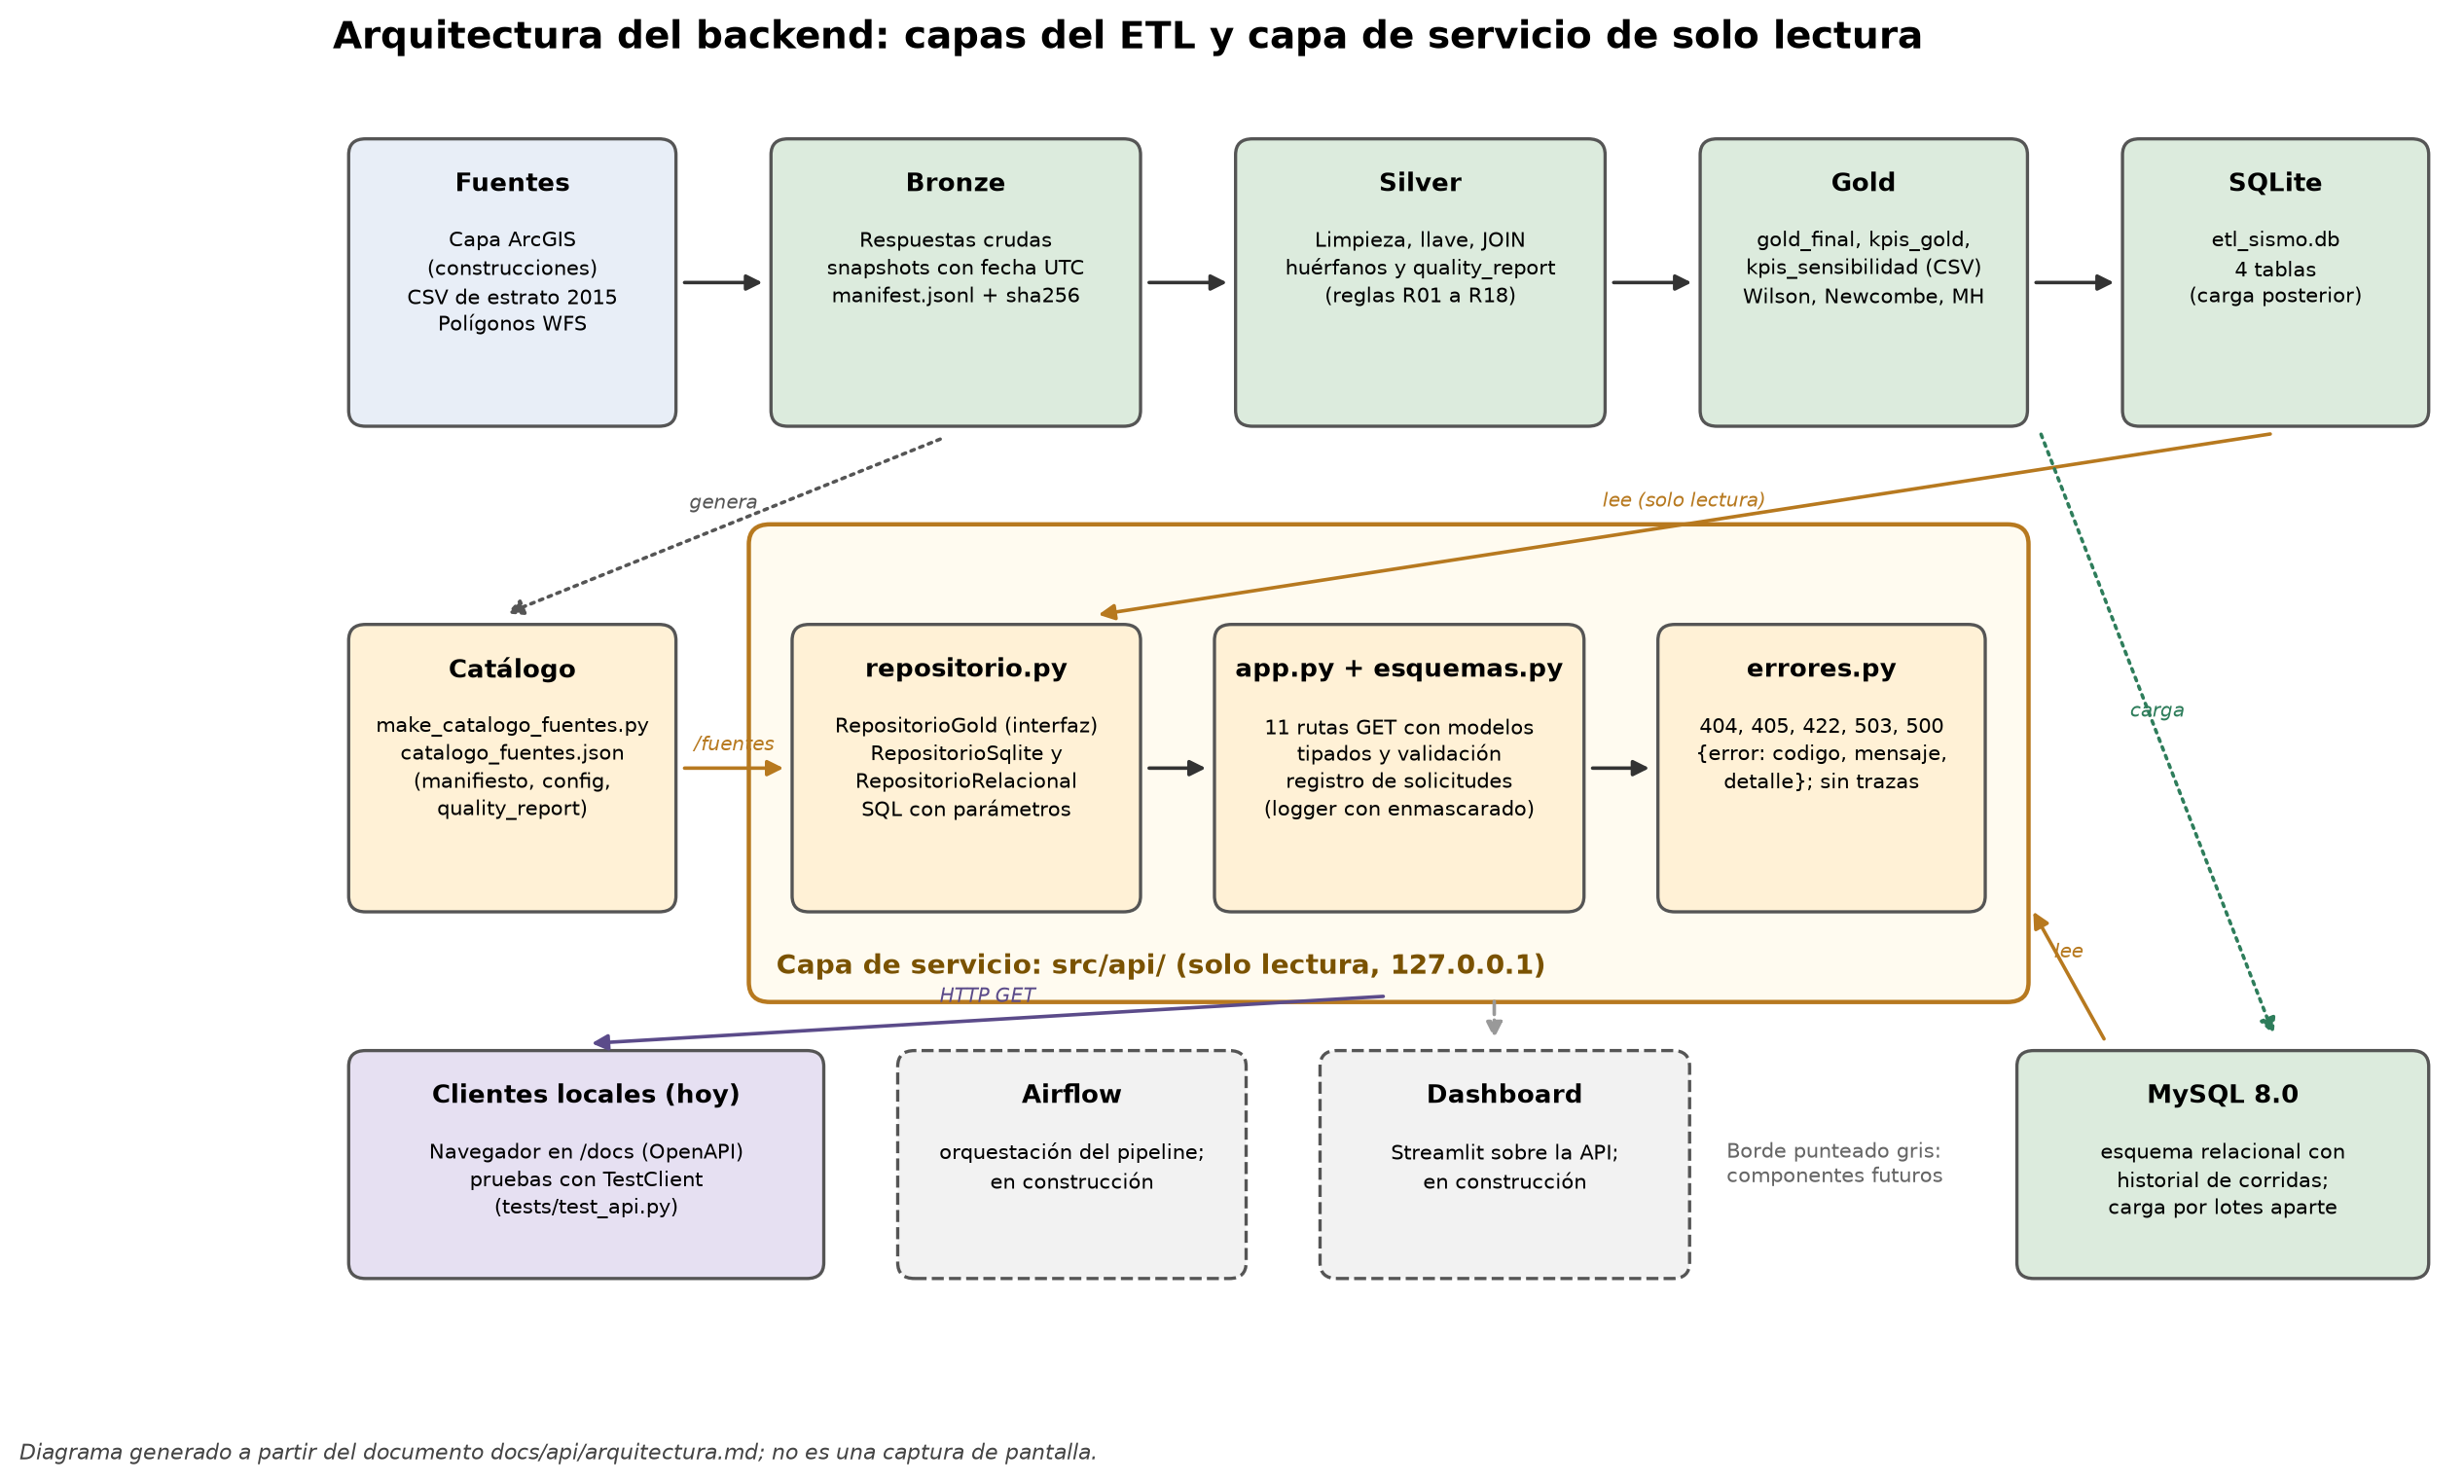 Arquitectura del backend: capas del ETL y capa de servicio de solo lectura
Fuentes
Capa ArcGIS
(construcciones)
CSV de estrato 2015
Polígonos WFS
Bronze
Respuestas crudas
snapshots con fecha UTC
manifest.jsonl + sha256
Silver
Limpieza, llave, JOIN
huérfanos y quality_report
(reglas R01 a R18)
Gold
gold_final, kpis_gold,
kpis_sensibilidad (CSV)
Wilson, Newcombe, MH
SQLite
etl_sismo.db
4 tablas
(carga posterior)
genera
lee (solo lectura)
Catálogo
make_catalogo_fuentes.py
catalogo_fuentes.json
(manifiesto, config,
quality_report)
/fuentes
repositorio.py
RepositorioGold (interfaz)
RepositorioSqlite y
RepositorioRelacional
SQL con parámetros
app.py + esquemas.py
11 rutas GET con modelos
tipados y validación
registro de solicitudes
(logger con enmascarado)
errores.py
404, 405, 422, 503, 500
{error: codigo, mensaje,
detalle}; sin trazas
carga
lee
Capa de servicio: src/api/ (solo lectura, 127.0.0.1)
HTTP GET
Clientes locales (hoy)
Navegador en /docs (OpenAPI)
pruebas con TestClient
(tests/test_api.py)
Airflow
orquestación del pipeline;
en construcción
Dashboard
Streamlit sobre la API;
en construcción
Borde punteado gris:
componentes futuros
MySQL 8.0
esquema relacional con
historial de corridas;
carga por lotes aparte
Diagrama generado a partir del documento docs/api/arquitectura.md; no es una captura de pantalla.